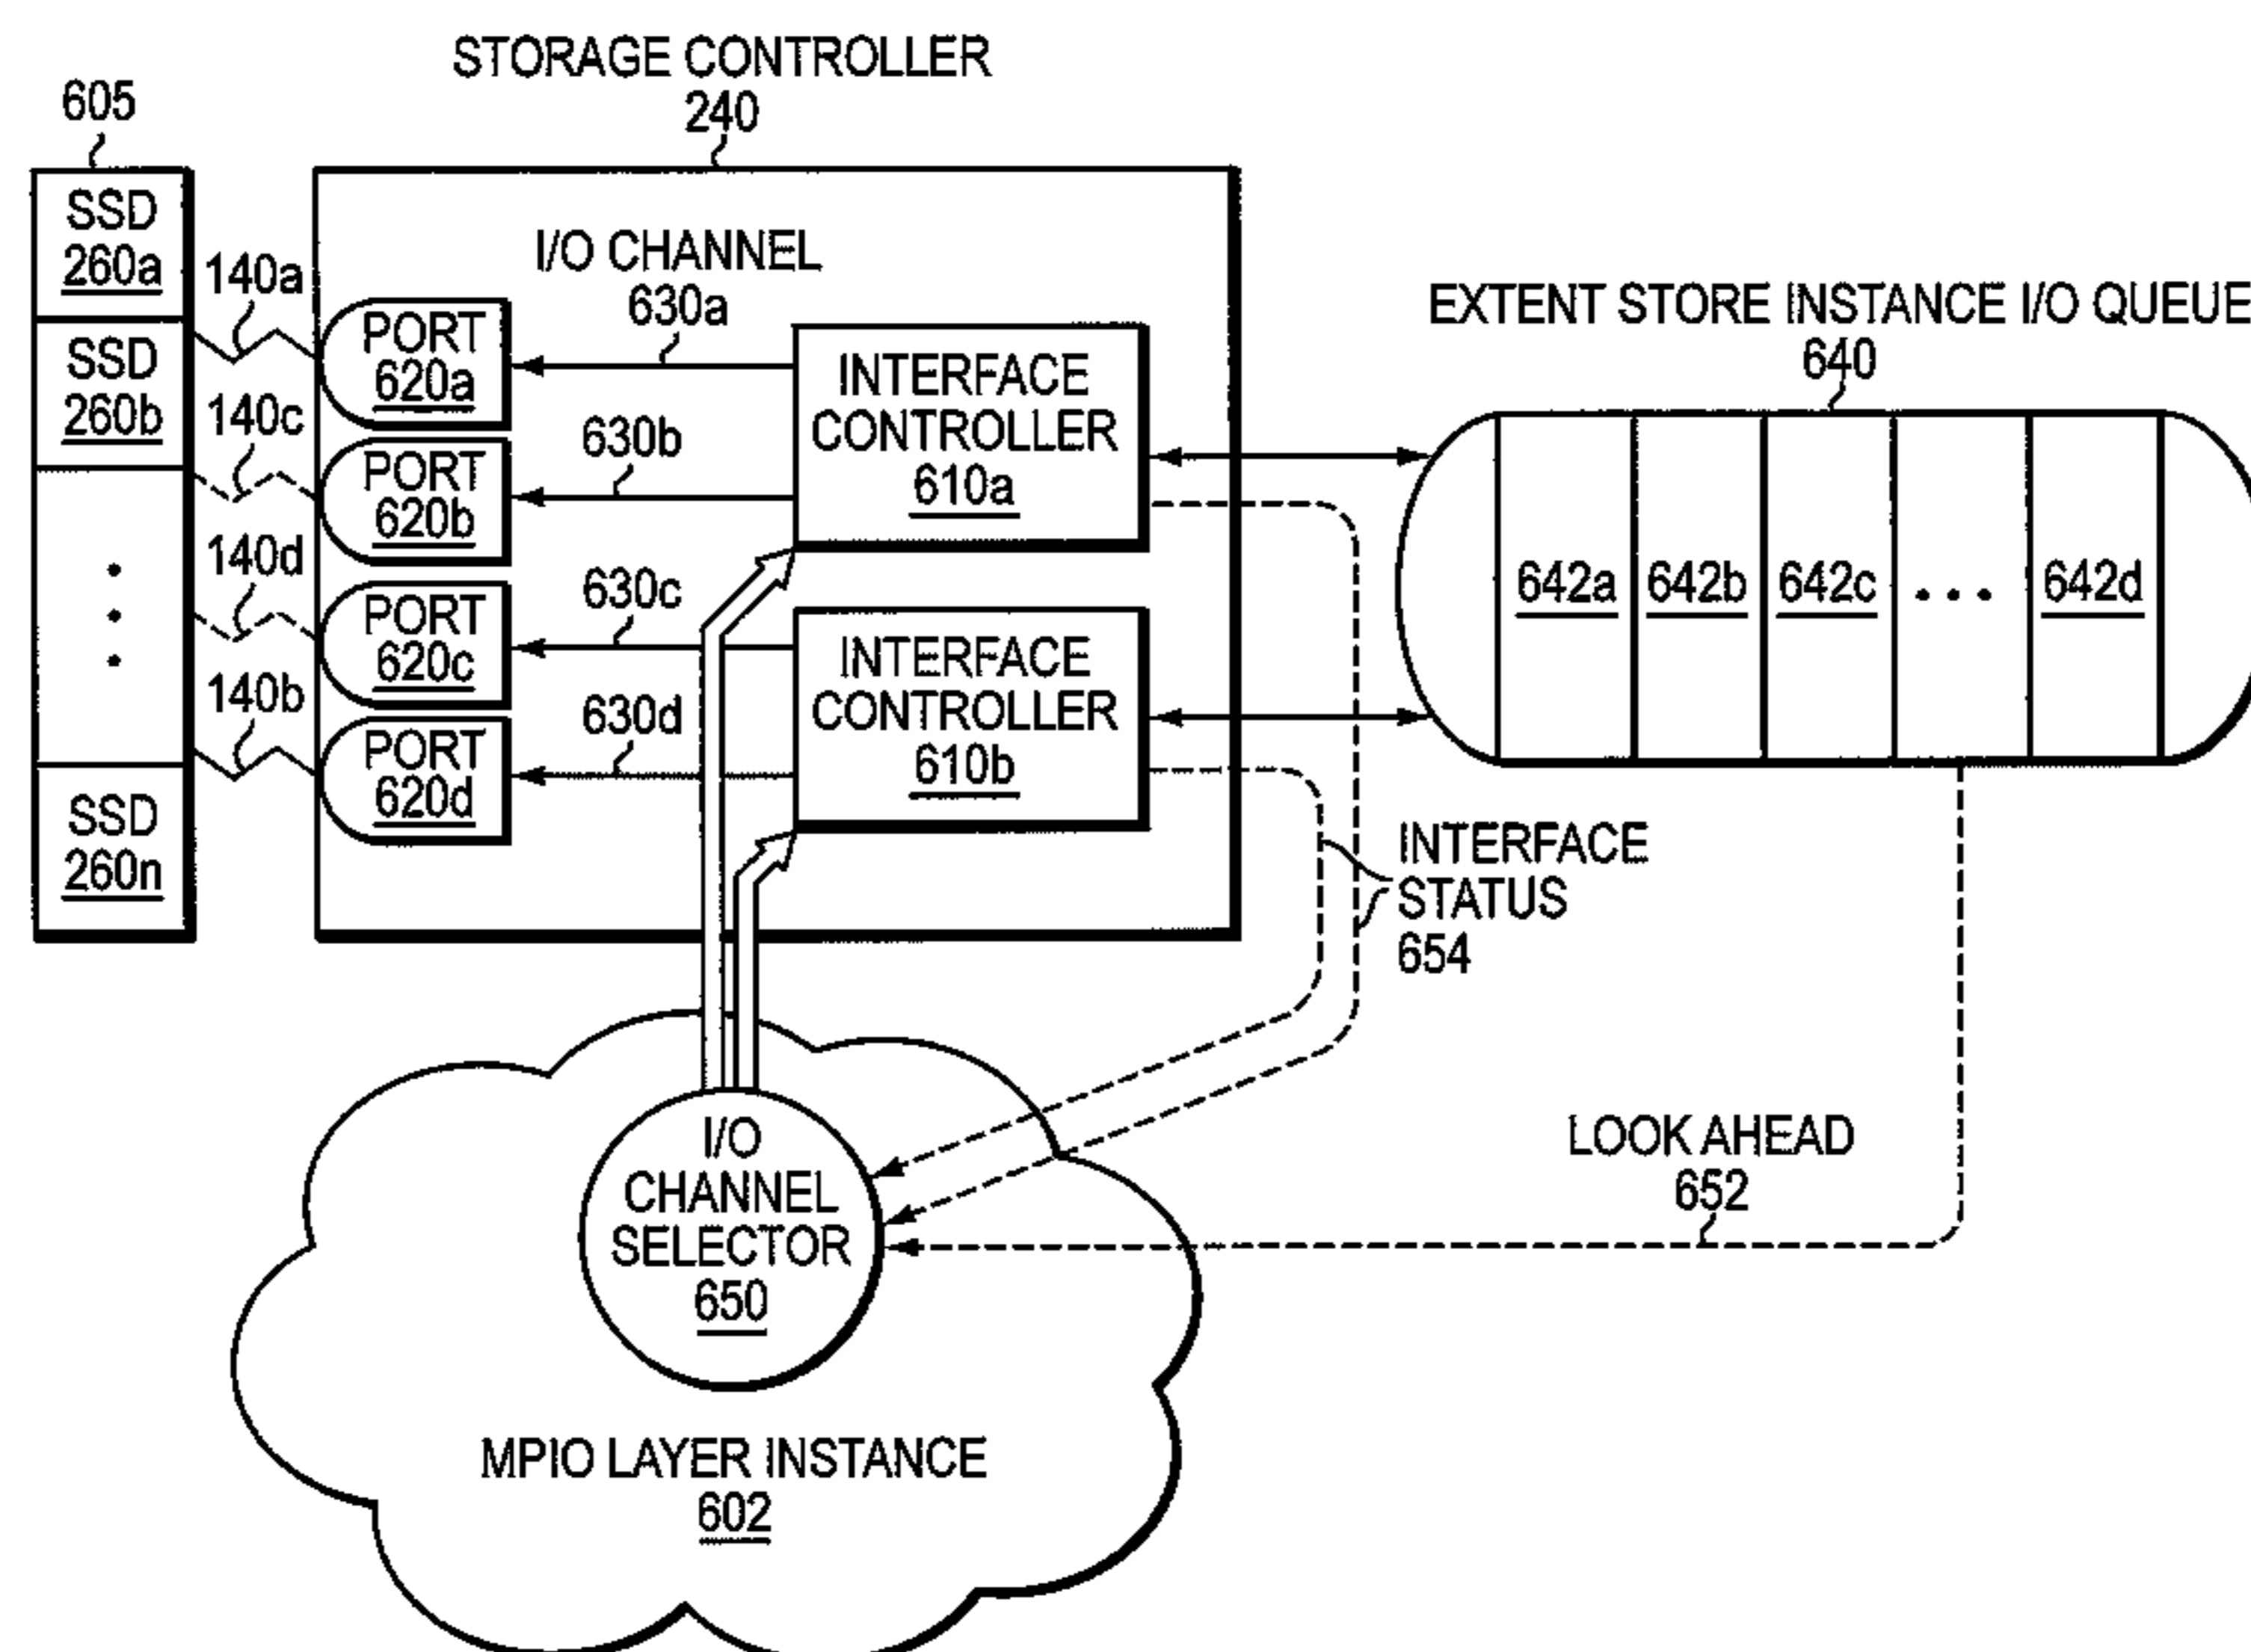 STORAGE CONTROLLER
240
605
SSD
260a
SSD
260b
SSD
260n
140a
140c
140d
140b
I/O CHANNEL
630a
630b
630c
630d
PORT
620a
PORT
620b
PORT
620c
PORT
620d
INTERFACE
CONTROLLER
610a
INTERFACE
CONTROLLER
610b
EXTENT STORE INSTANCE I/O QUEUE
640
642a 642b 642c ... 642d
INTERFACE
STATUS
654
LOOK AHEAD
652
I/O
CHANNEL
SELECTOR
650
MPIO LAYER INSTANCE
602